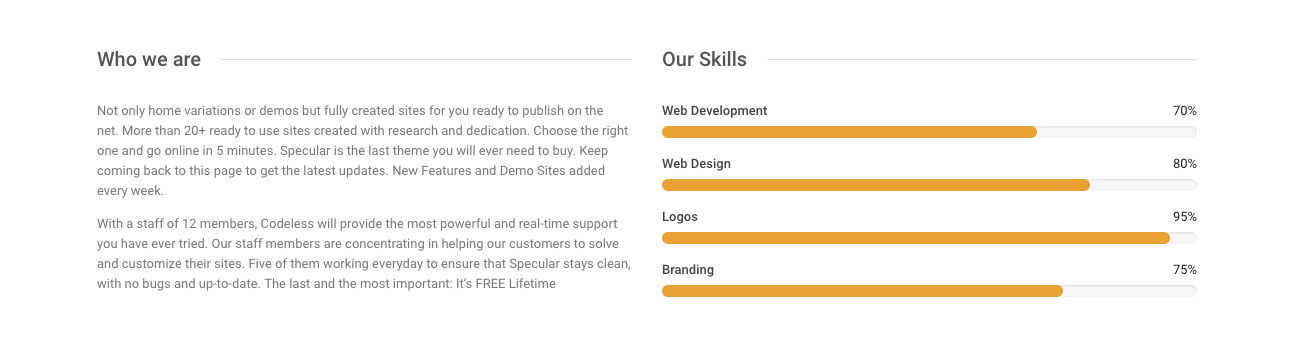 Who we are
Not only home variations or demos but fully created sites for you ready to publish on the
net. More than 20+ ready to use sites created with research and dedication. Choose the right
one and go online in 5 minutes. Specular is the last theme you will ever need to buy. Keep
coming back to this page to get the latest updates. New Features and Demo Sites added
every week.
With a staff of 12 members, Codeless will provide the most powerful and real-time support
you have ever tried. Our staff members are concentrating in helping our customers to solve
and customize their sites. Five of them working everyday to ensure that Specular stays clean,
with no bugs and up-to-date. The last and the most important: It’s FREE Lifetime
Our Skills
Web Development 70%
Web Design 80%
Logos 95%
Branding 75%